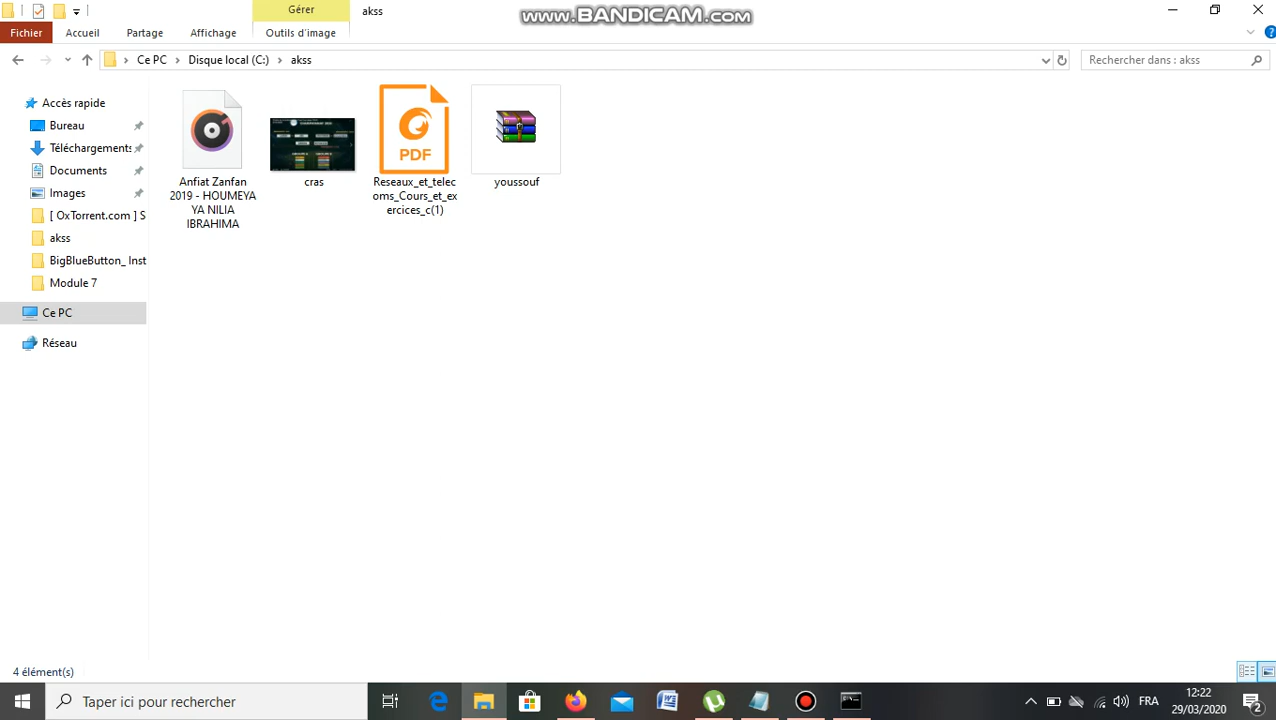 Gérer
akss
www.BANDICAM.com
Fichier
Accueil
Partage
Affichage
Outils d'image
Ce PC
Disque local (C:)
akss
Rechercher dans : akss
Accès rapide
Bureau
Téléchargements
Documents
Images
[ OxTorrent.com ] S
akss
BigBlueButton_ Inst
Module 7
Ce PC
Réseau
Anfiat Zanfan
2019 - HOUMEYA
YA NILIA
IBRAHIMA
cras
PDF
Reseaux_et_telec
oms_Cours_et_ex
ercices_c(1)
youssouf
4 élément(s)
Taper ici pour rechercher
FRA
12:22
29/03/2020
2